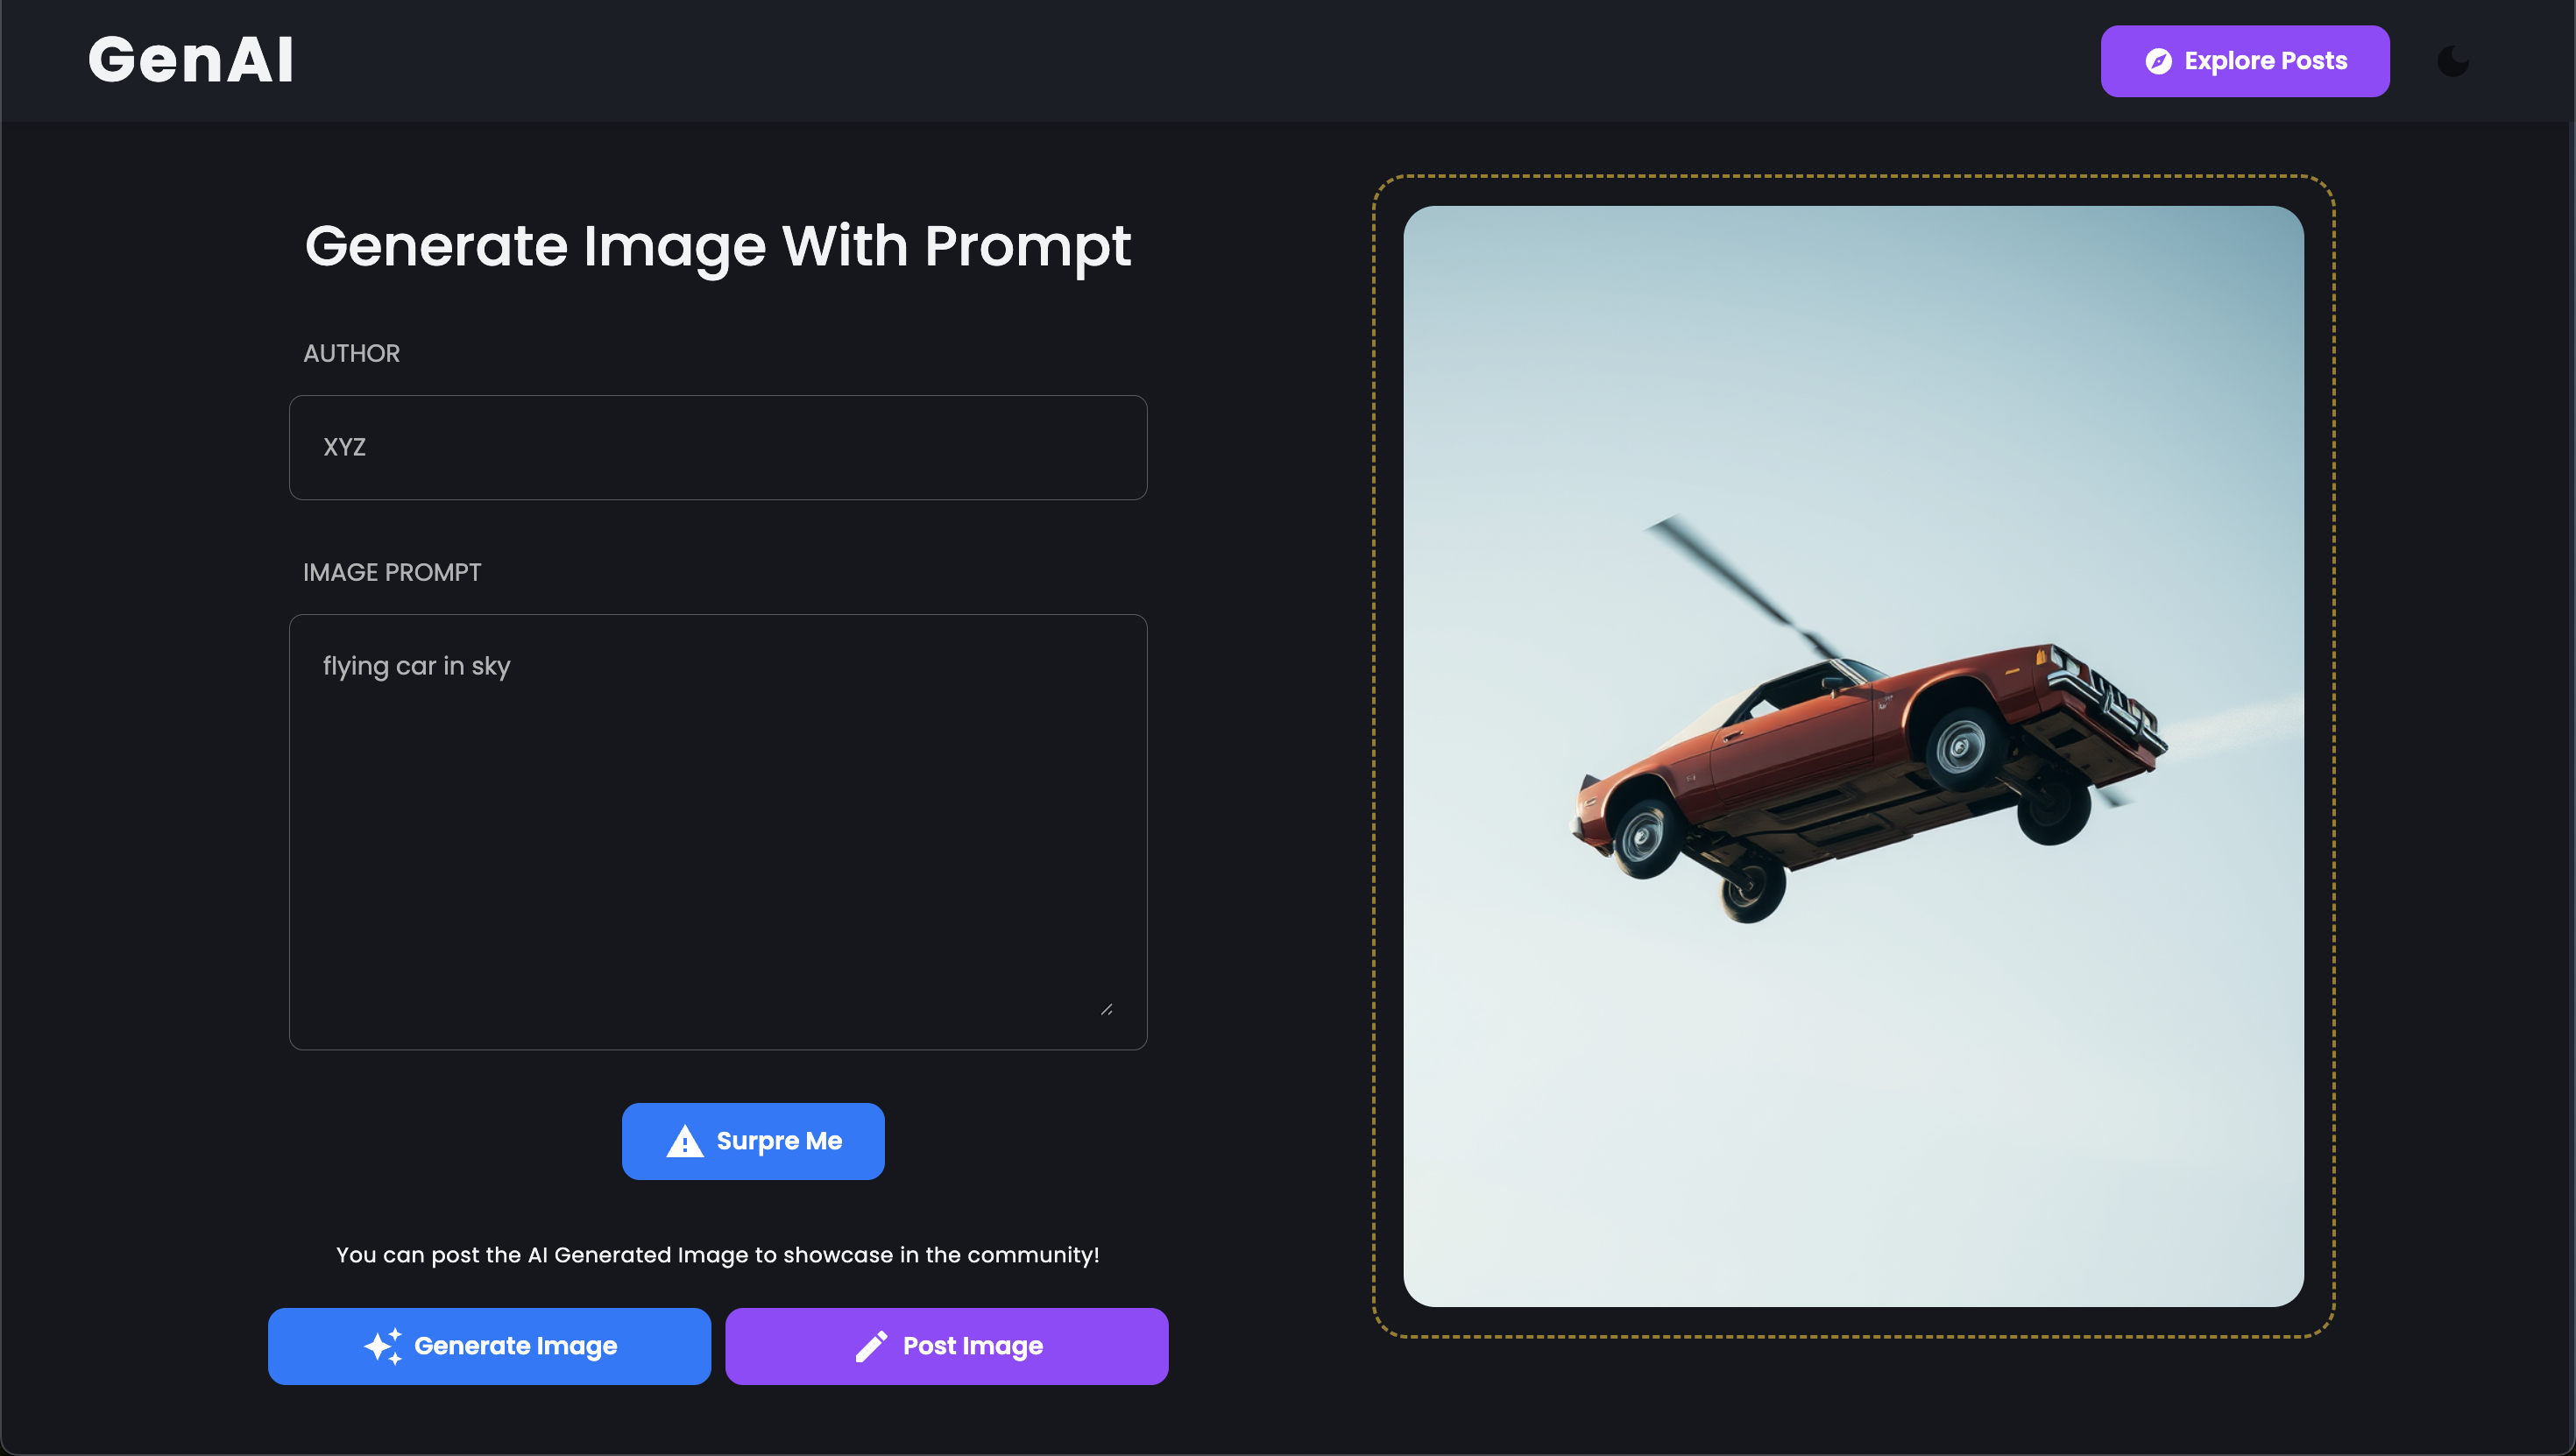 GenAI
Explore Posts
Generate Image With Prompt
AUTHOR
XYZ
IMAGE PROMPT
flying car in sky
Surpre Me
You can post the AI Generated Image to showcase in the community!
Generate Image
Post Image